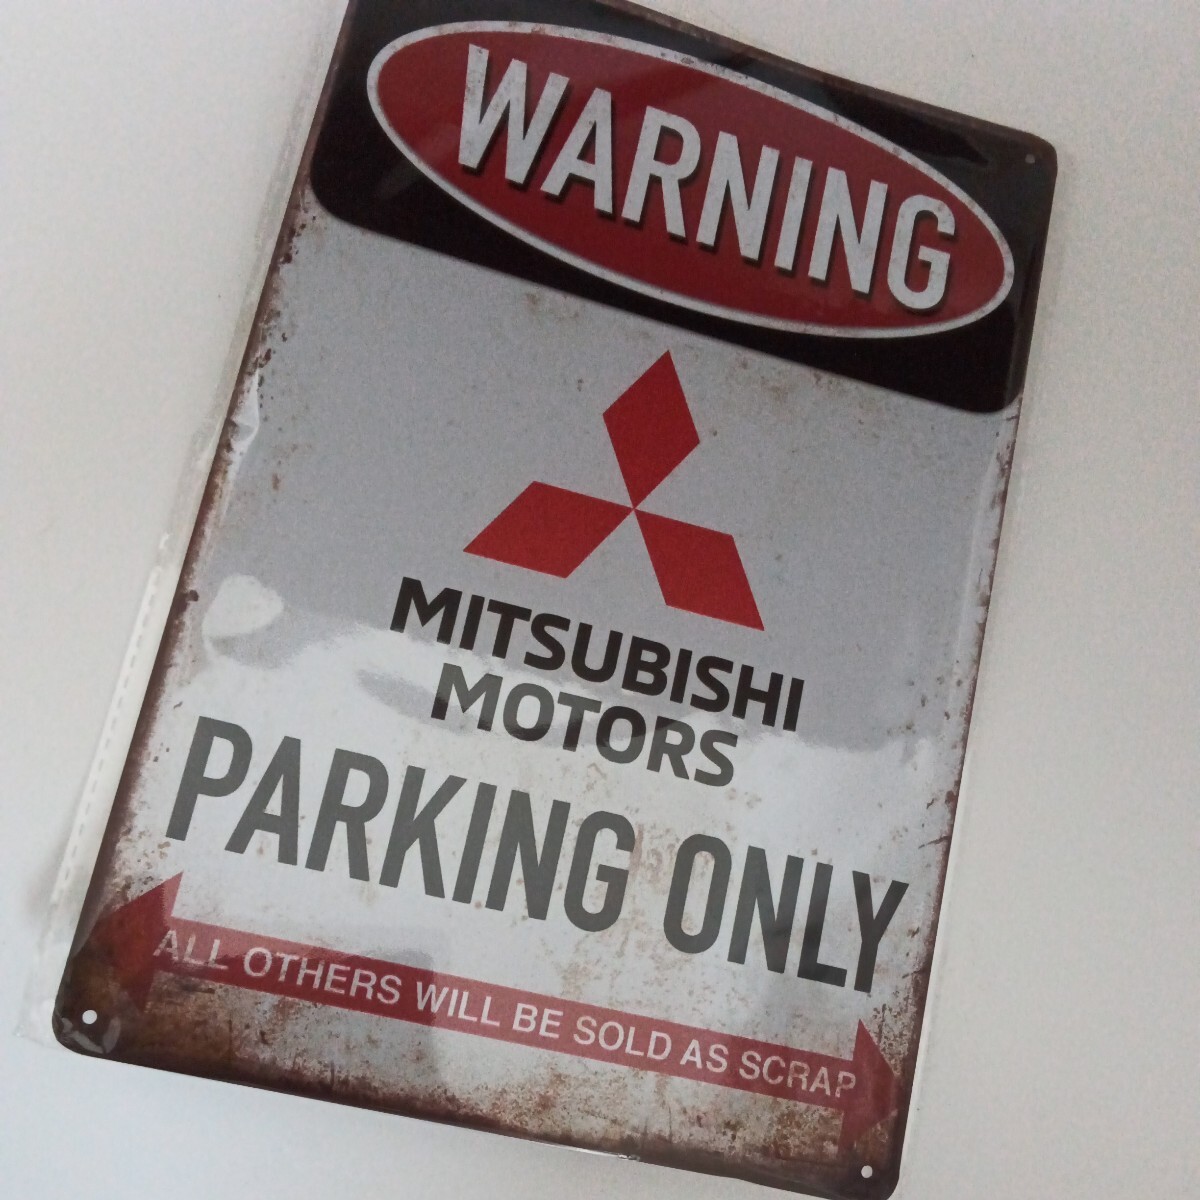 WARNING
MITSUBISHI
MOTORS
PARKING ONLY
ALL OTHERS WILL BE SOLD AS SCRAP